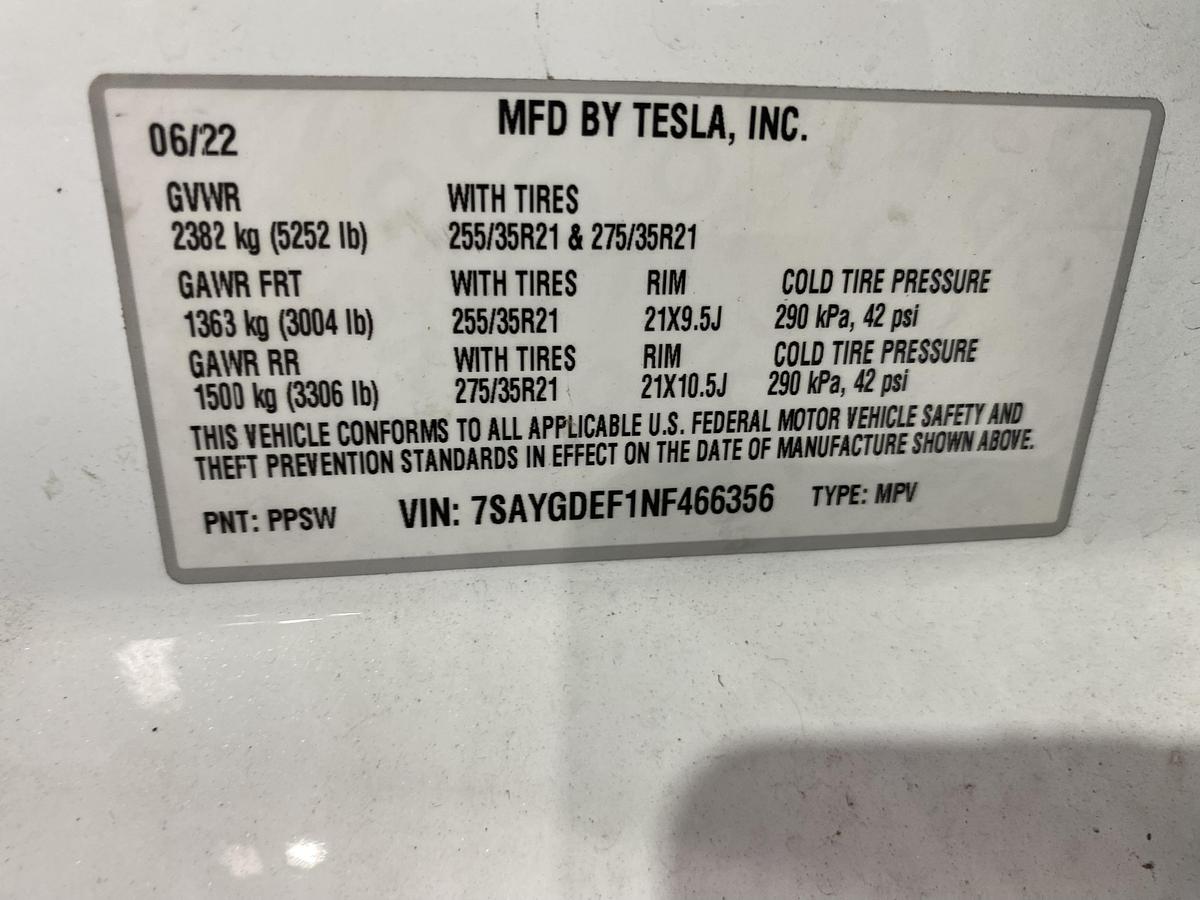 MFD BY TESLA, INC.
06/22
GVWR WITH TIRES
2382 kg (5252 lb) 255/35R21 & 275/35R21
GAWR FRT WITH TIRES RIM COLD TIRE PRESSURE
1363 kg (3004 lb) 255/35R21 21X9.5J 290 kPa, 42 psi
GAWR RR WITH TIRES RIM COLD TIRE PRESSURE
1500 kg (3306 lb) 275/35R21 21X10.5J 290 kPa, 42 psi
THIS VEHICLE CONFORMS TO ALL APPLICABLE U.S. FEDERAL MOTOR VEHICLE SAFETY AND
THEFT PREVENTION STANDARDS IN EFFECT ON THE DATE OF MANUFACTURE SHOWN ABOVE.
PNT: PPSW VIN: 7SAYGDEF1NF466356 TYPE: MPV